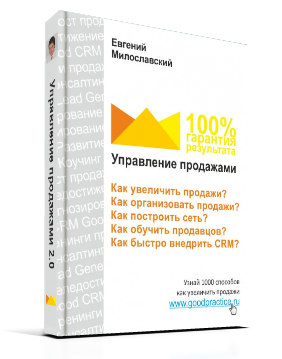 Евгений
Милославский
100%
гарантия
результата
Управление продажами
Как увеличить продажи?
Как организовать продажи?
Как построить сеть?
Как обучить продавцов?
Как быстро внедрить CRM?
Узнай 1000 способов
как увеличить продажи
www.goodpractice.ru
Управление продажами 2.0